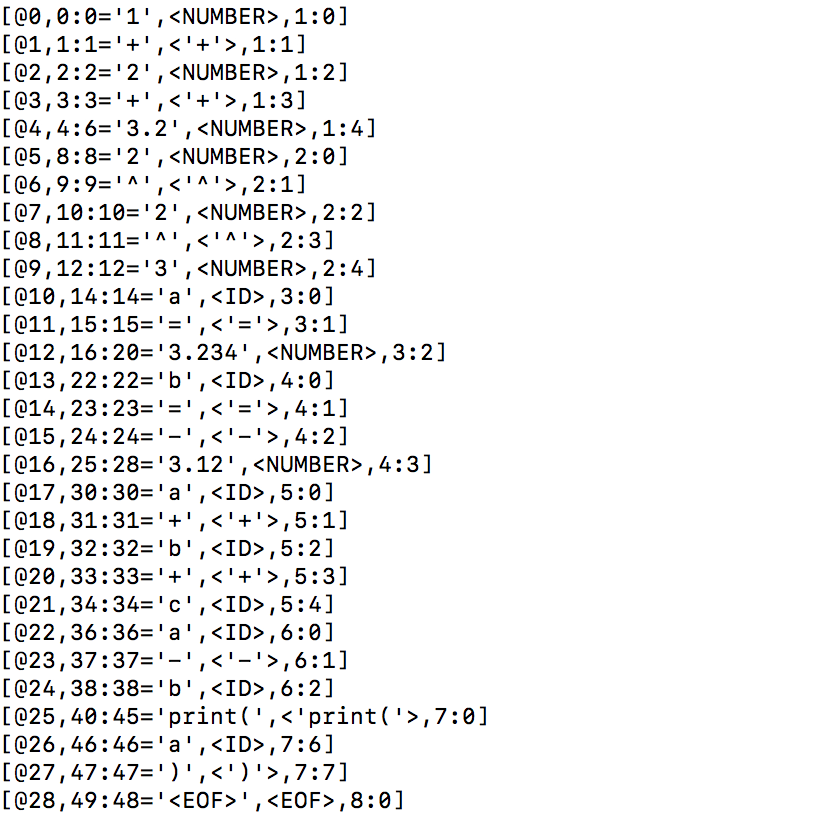 [@0,0:0='1',<NUMBER>,1:0]
[@1,1:1='+',<'+'>,1:1]
[@2,2:2='2',<NUMBER>,1:2]
[@3,3:3='+',<'+'>,1:3]
[@4,4:6='3.2',<NUMBER>,1:4]
[@5,8:8='2',<NUMBER>,2:0]
[@6,9:9='^',<'^'>,2:1]
[@7,10:10='2',<NUMBER>,2:2]
[@8,11:11='^',<'^'>,2:3]
[@9,12:12='3',<NUMBER>,2:4]
[@10,14:14='a',<ID>,3:0]
[@11,15:15='=',<'='>,3:1]
[@12,16:20='3.234',<NUMBER>,3:2]
[@13,22:22='b',<ID>,4:0]
[@14,23:23='=',<'='>,4:1]
[@15,24:24='-',<'-'>,4:2]
[@16,25:28='3.12',<NUMBER>,4:3]
[@17,30:30='a',<ID>,5:0]
[@18,31:31='+',<'+'>,5:1]
[@19,32:32='b',<ID>,5:2]
[@20,33:33='+',<'+'>,5:3]
[@21,34:34='c',<ID>,5:4]
[@22,36:36='a',<ID>,6:0]
[@23,37:37='-',<'-'>,6:1]
[@24,38:38='b',<ID>,6:2]
[@25,40:45='print(',<'print('>,7:0]
[@26,46:46='a',<ID>,7:6]
[@27,47:47=')',<')'>,7:7]
[@28,49:48='<EOF>',<EOF>,8:0]